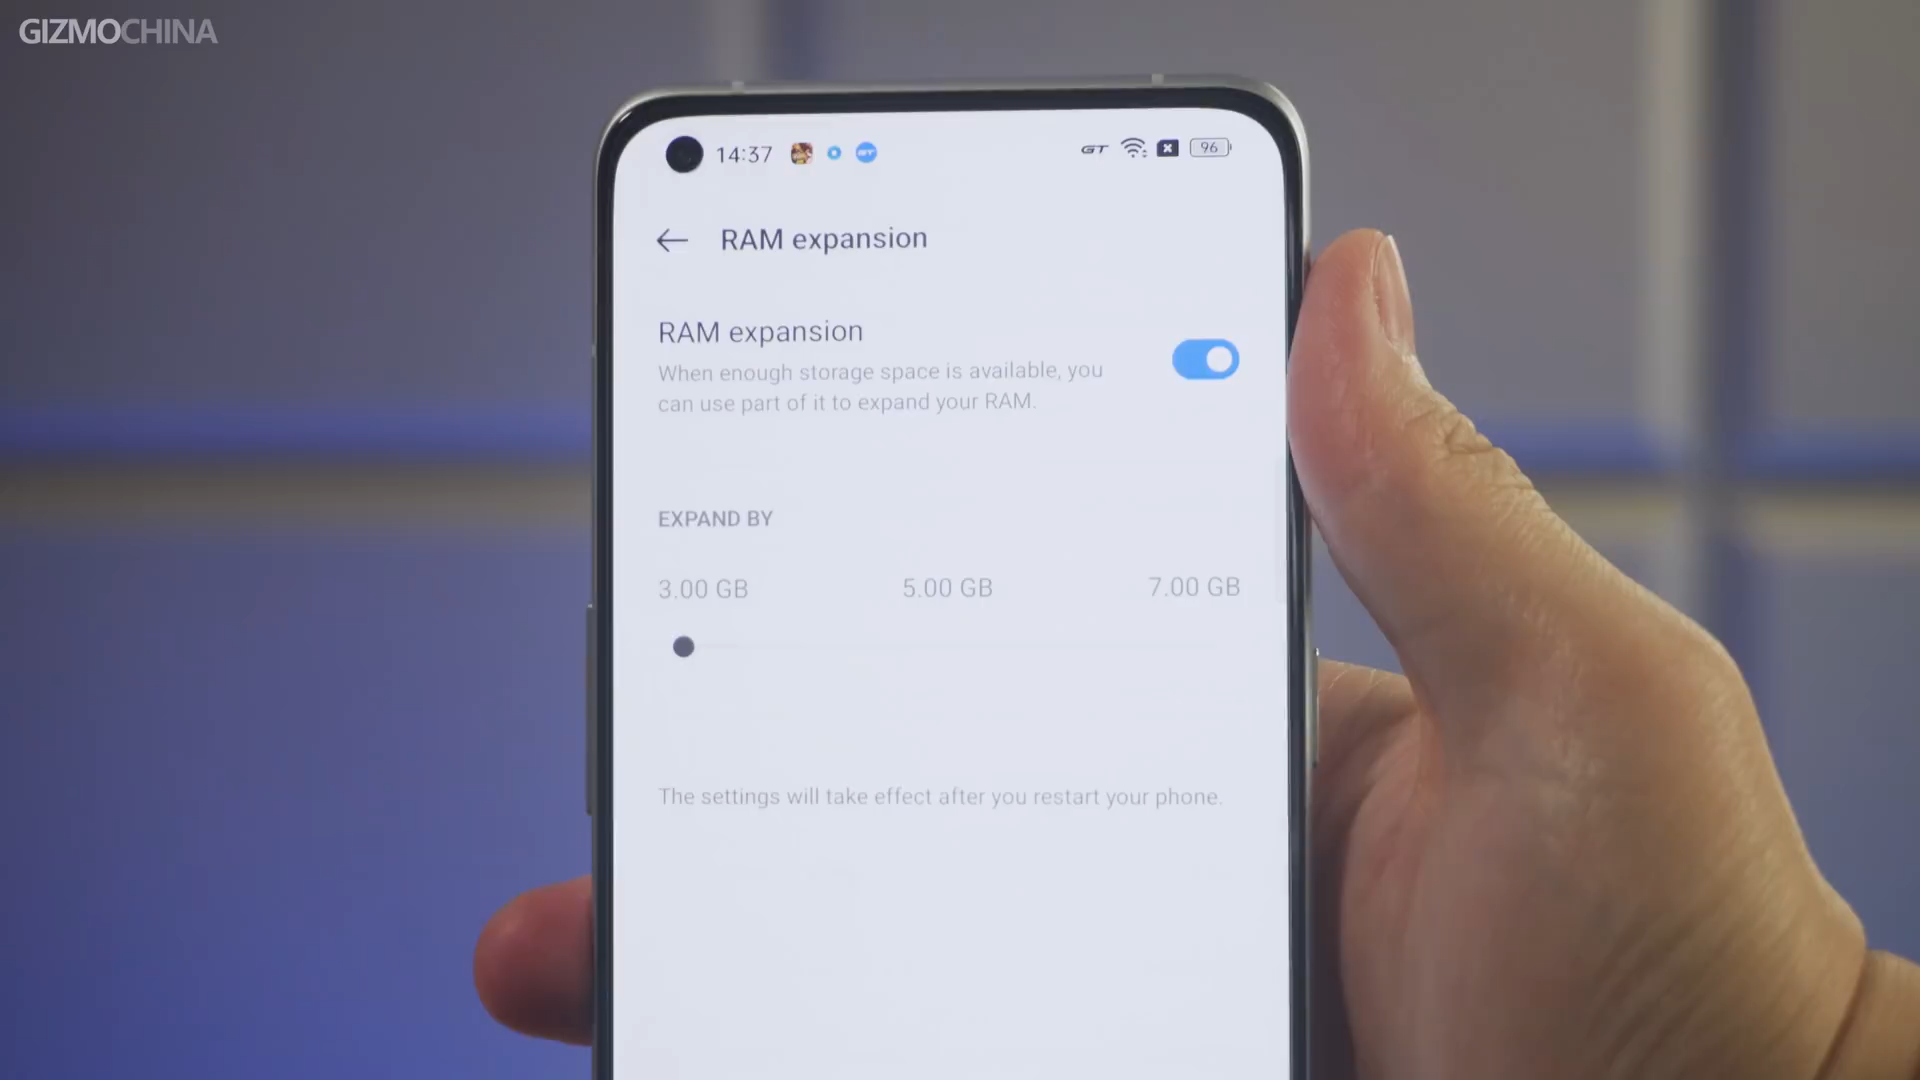 GIZMOCHINA
14:37 GT GT 96
RAM expansion
RAM expansion
When enough storage space is available, you
can use part of it to expand your RAM.
EXPAND BY
3.00 GB 5.00 GB 7.00 GB
The settings will take effect after you restart your phone.